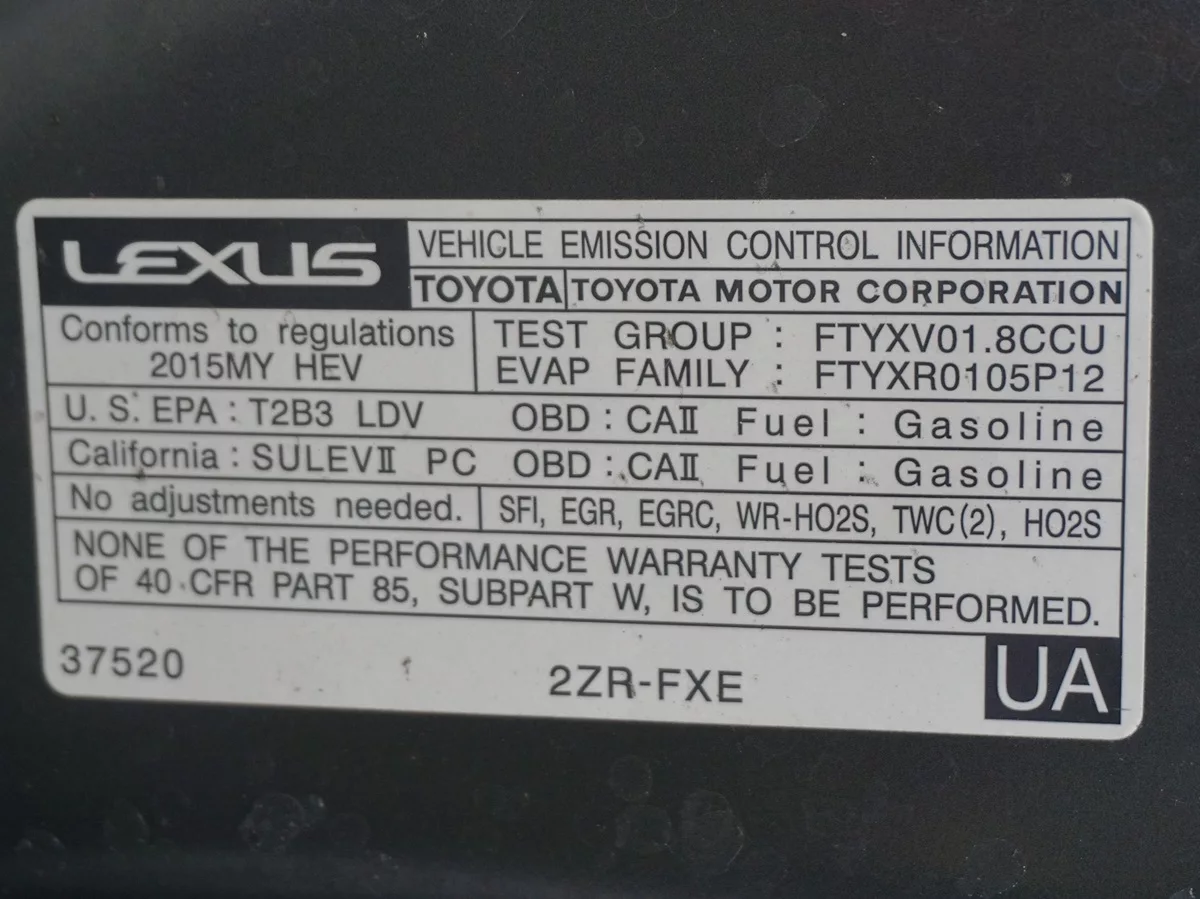 LEXUS VEHICLE EMISSION CONTROL INFORMATION
TOYOTA TOYOTA MOTOR CORPORATION
Conforms to regulations TEST GROUP : FTYXV01.8CCU
2015MY HEV EVAP FAMILY : FTYXR0105P12
U.S. EPA : T2B3 LDV OBD : CAⅡ Fuel : Gasoline
California : SULEVⅡ PC OBD : CAⅡ Fuel : Gasoline
No adjustments needed. SFI, EGR, EGRC, WR-HO2S, TWC(2), HO2S
NONE OF THE PERFORMANCE WARRANTY TESTS
OF 40 CFR PART 85, SUBPART W, IS TO BE PERFORMED.
37520 2ZR-FXE UA